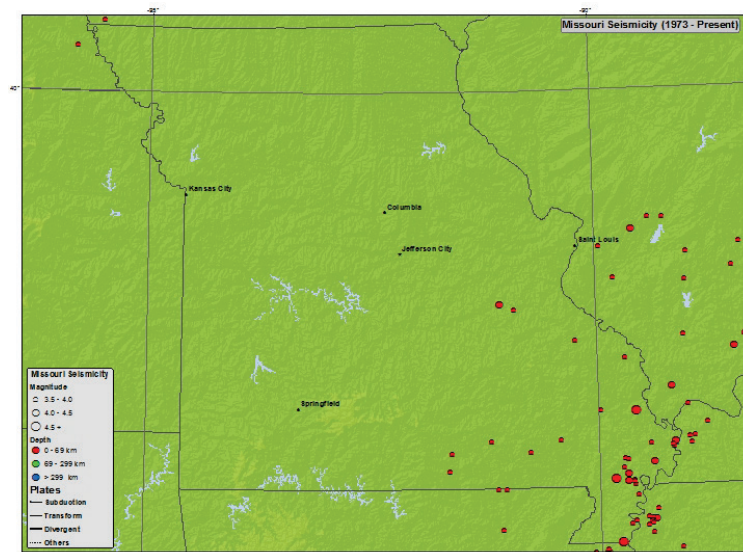 -95°
-90°
Missouri Seismicity (1973 - Present)
40°
Kansas City
Columbia
Saint Louis
Jefferson City
Springfield
Missouri Seismicity
Magnitude
3.5 - 4.0
4.0 - 4.5
4.5 +
Depth
0 - 69 km
69 - 299 km
> 299 km
Plates
Subduction
Transform
Divergent
Others